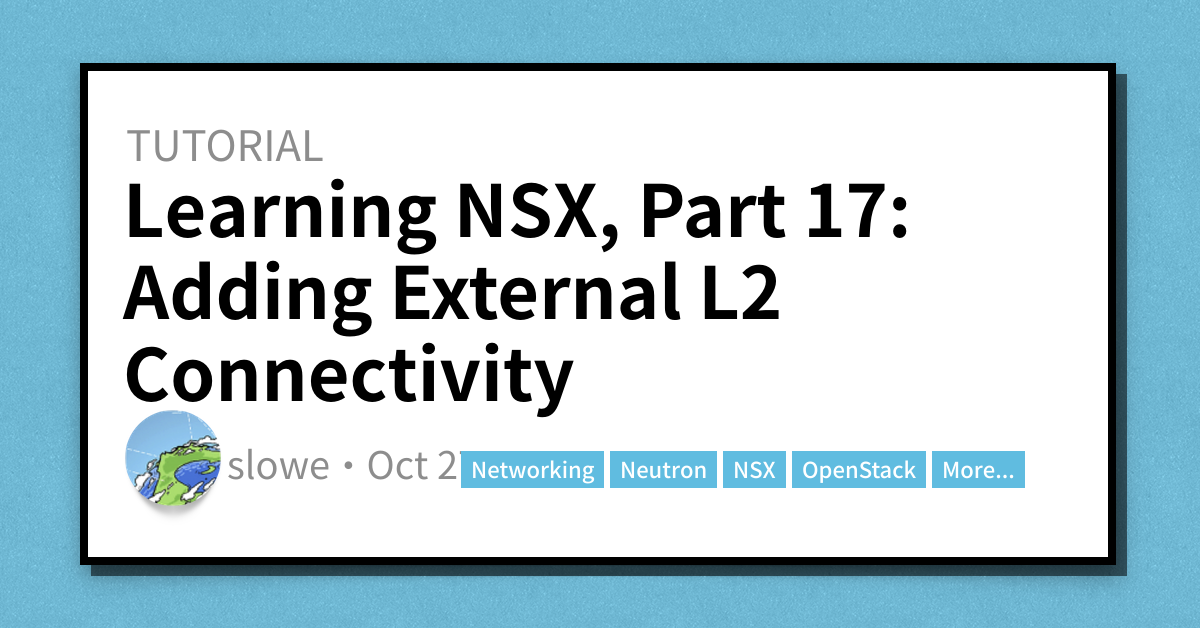 TUTORIAL
Learning NSX, Part 17:
Adding External L2
Connectivity
slowe • Oct 2 Networking Neutron NSX OpenStack More...